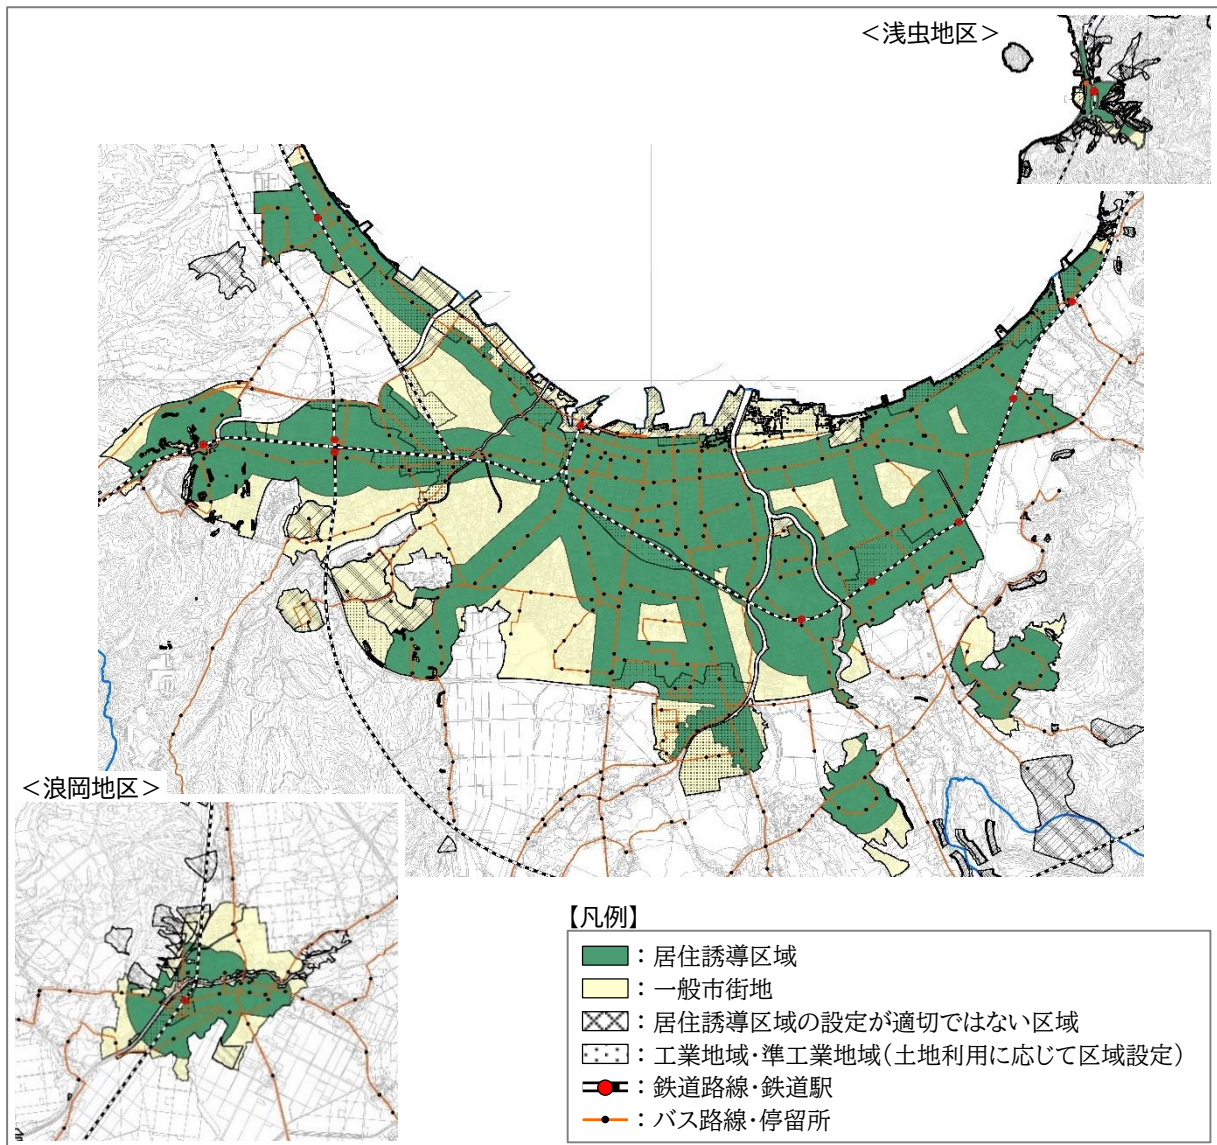 ＜浅虫地区＞
＜浪岡地区＞
【凡例】
：居住誘導区域
：一般市街地
：居住誘導区域の設定が適切ではない区域
：工業地域・準工業地域（土地利用に応じて区域設定）
：鉄道路線・鉄道駅
：バス路線・停留所